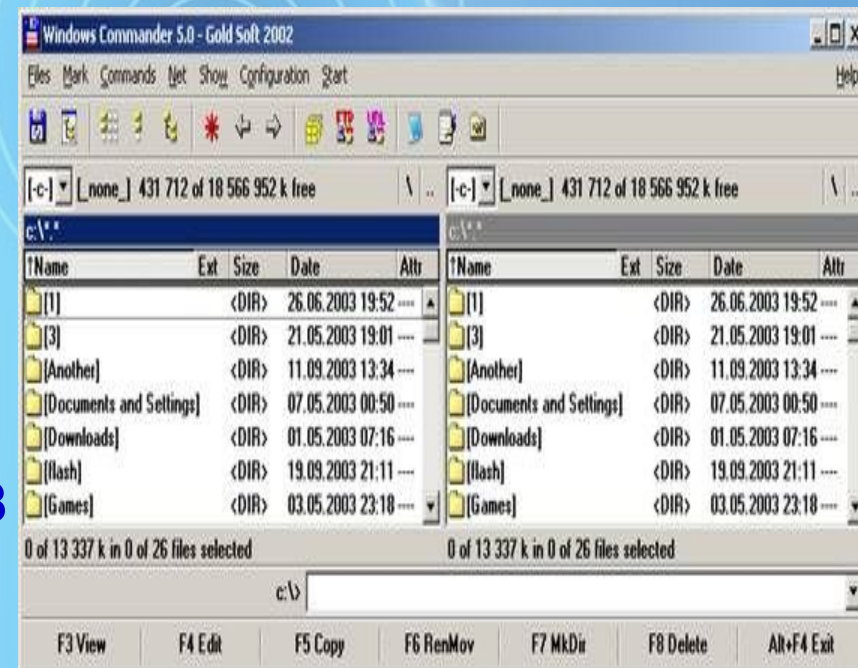 Windows Commander 5.0 - Gold Soft 2002
Files Mark Commands Net Show Configuration Start Help
FTP URL
[-c-] [_none_] 431 712 of 18 566 952 k free \ .. [-c-] [_none_] 431 712 of 18 566 952 k free \ ..
c:\*.* c:\*.*
↑Name Ext Size Date Attr ↑Name Ext Size Date Attr
[1] <DIR> 26.06.2003 19:52 ---- [1] <DIR> 26.06.2003 19:52 ----
[3] <DIR> 21.05.2003 19:01 ---- [3] <DIR> 21.05.2003 19:01 ----
[Another] <DIR> 11.09.2003 13:34 ---- [Another] <DIR> 11.09.2003 13:34 ----
[Documents and Settings] <DIR> 07.05.2003 00:50 ---- [Documents and Settings] <DIR> 07.05.2003 00:50 ----
[Downloads] <DIR> 01.05.2003 07:16 ---- [Downloads] <DIR> 01.05.2003 07:16 ----
[flash] <DIR> 19.09.2003 21:11 ---- [flash] <DIR> 19.09.2003 21:11 ----
[Games] <DIR> 03.05.2003 23:18 ---- [Games] <DIR> 03.05.2003 23:18 ----
0 of 13 337 k in 0 of 26 files selected 0 of 13 337 k in 0 of 26 files selected
c:\>
F3 View F4 Edit F5 Copy F6 RenMov F7 MkDir F8 Delete Alt+F4 Exit